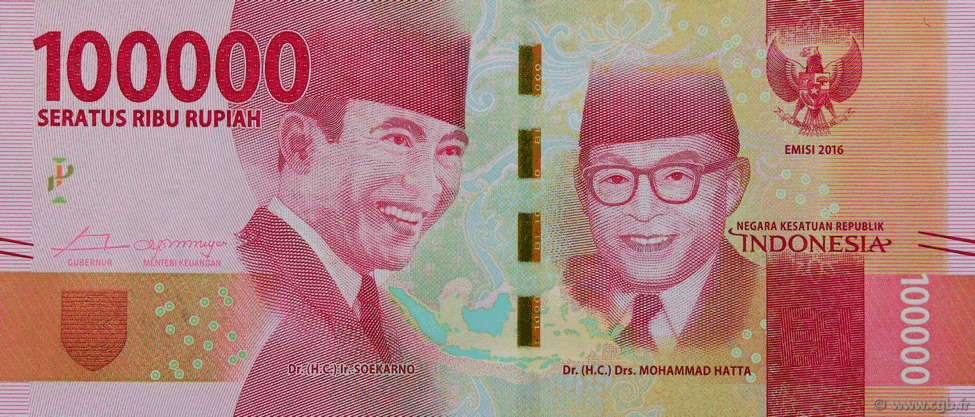 100000
SERATUS RIBU RUPIAH
EMISI 2016
NEGARA KESATUAN REPUBLIK
INDONESIA
GUBERNUR
MENTERI KEUANGAN
100000
Dr. (H.C.) Ir. SOEKARNO
Dr. (H.C.) Drs. MOHAMMAD HATTA
© www.cgb.fr